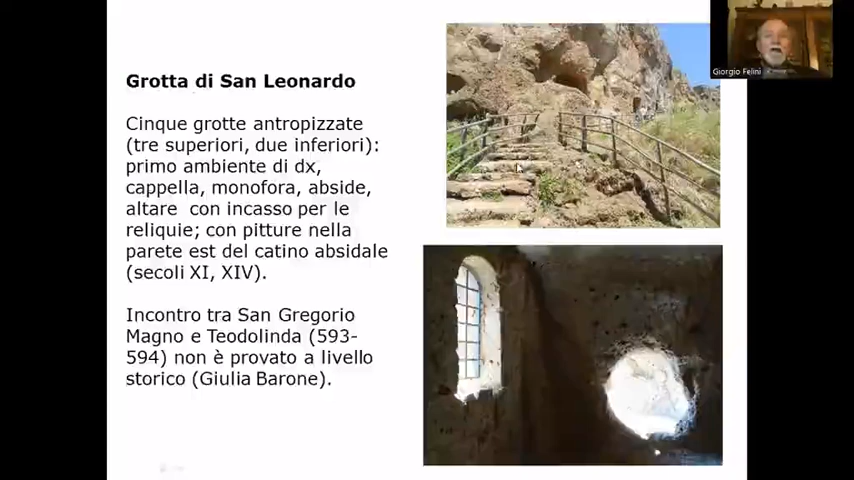 Grotta di San Leonardo
Cinque grotte antropizzate
(tre superiori, due inferiori):
primo ambiente di dx,
cappella, monofora, abside,
altare con incasso per le
reliquie; con pitture nella
parete est del catino absidale
(secoli XI, XIV).
Incontro tra San Gregorio
Magno e Teodolinda (593-
594) non è provato a livello
storico (Giulia Barone).
Giorgio Felini